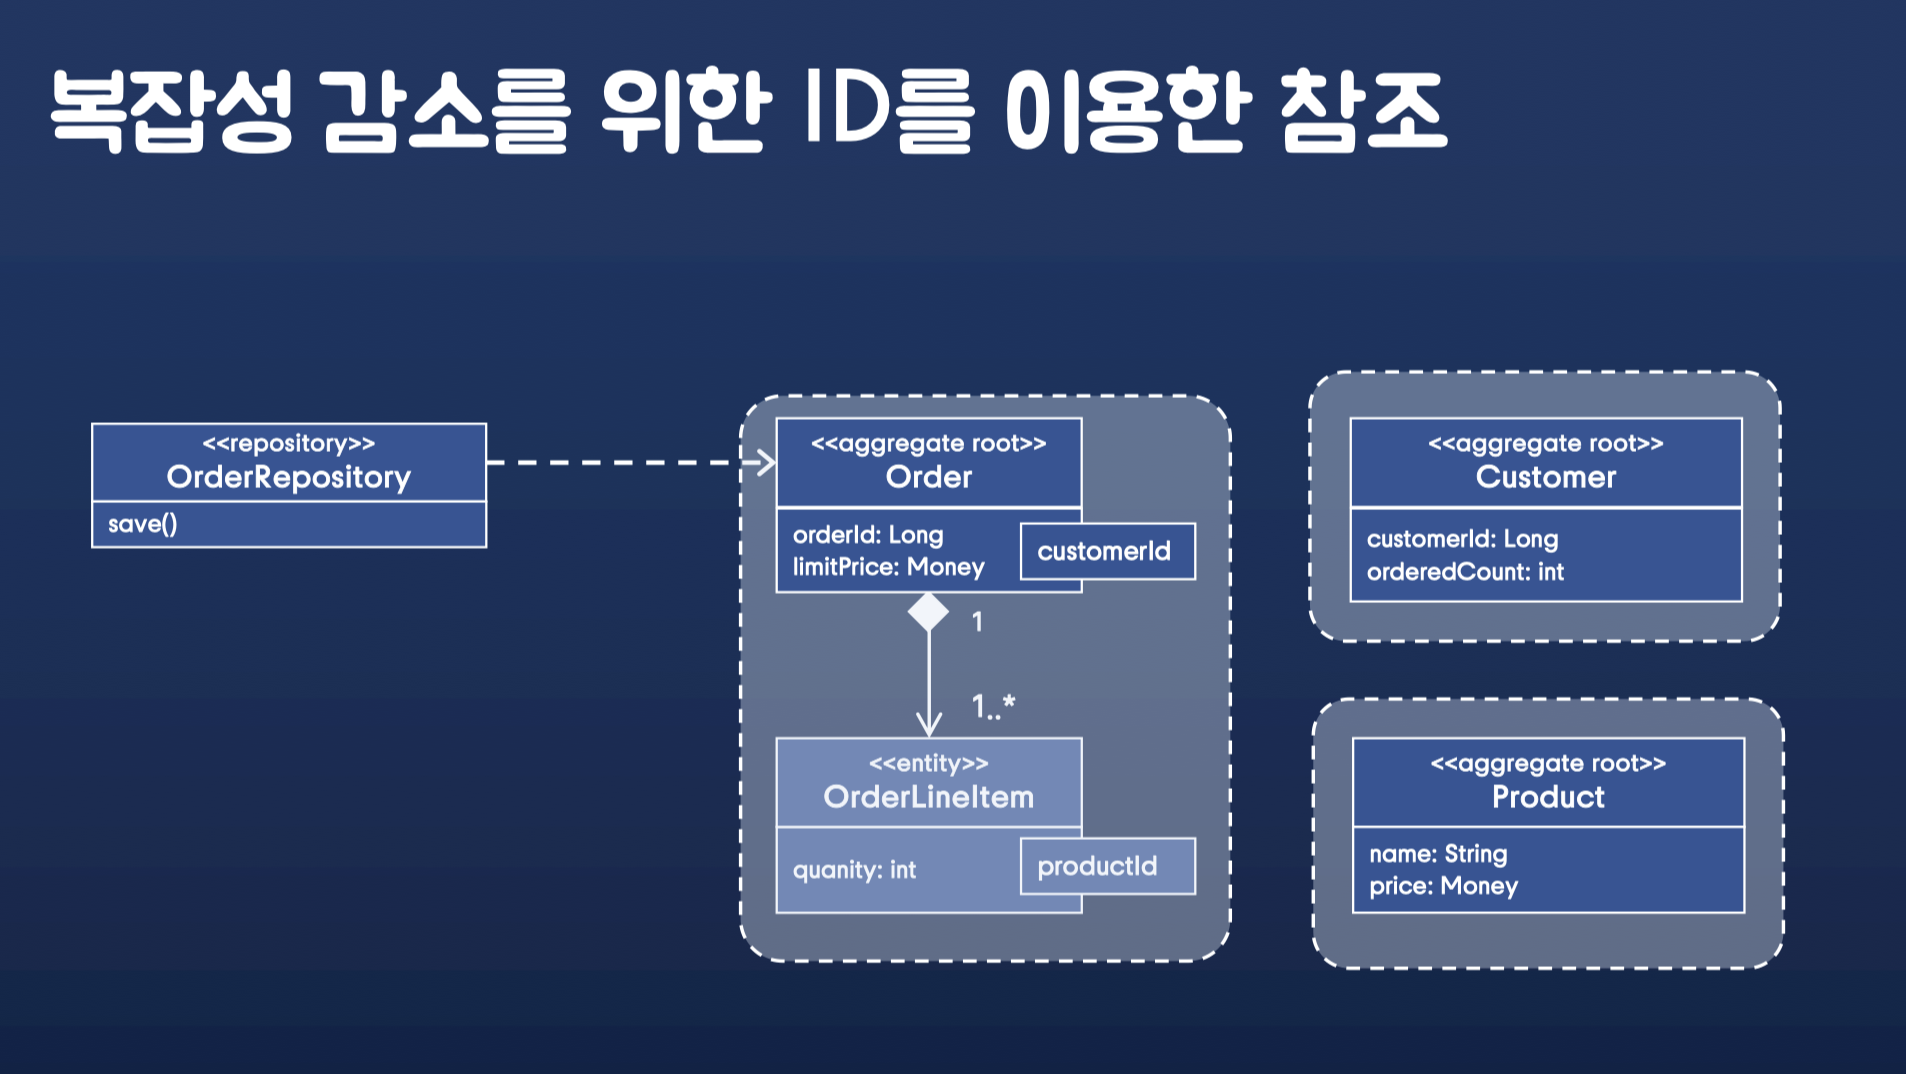 복잡성 감소를 위한 ID를 이용한 참조
<<repository>>
OrderRepository
save()
<<aggregate root>>
Order
orderId: Long
limitPrice: Money
customerId
1
1..*
<<entity>>
OrderLineItem
quanity: int
productId
<<aggregate root>>
Customer
customerId: Long
orderedCount: int
<<aggregate root>>
Product
name: String
price: Money